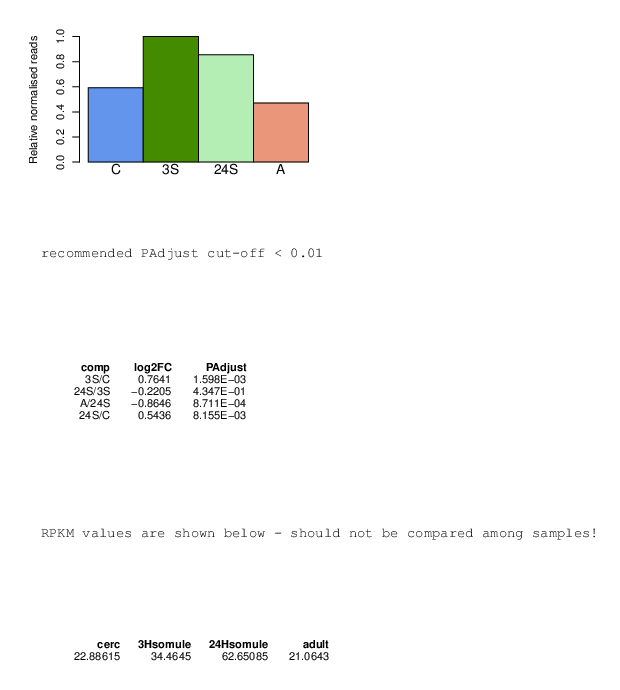 Relative normalised reads
1.0
0.8
0.6
0.4
0.2
0.0
C 3S 24S A
recommended PAdjust cut-off < 0.01
comp log2FC PAdjust
3S/C 0.7641 1.598E−03
24S/3S −0.2205 4.347E−01
A/24S −0.8646 8.711E−04
24S/C 0.5436 8.155E−03
RPKM values are shown below - should not be compared among samples!
cerc 3Hsomule 24Hsomule adult
22.88615 34.4645 62.65085 21.0643